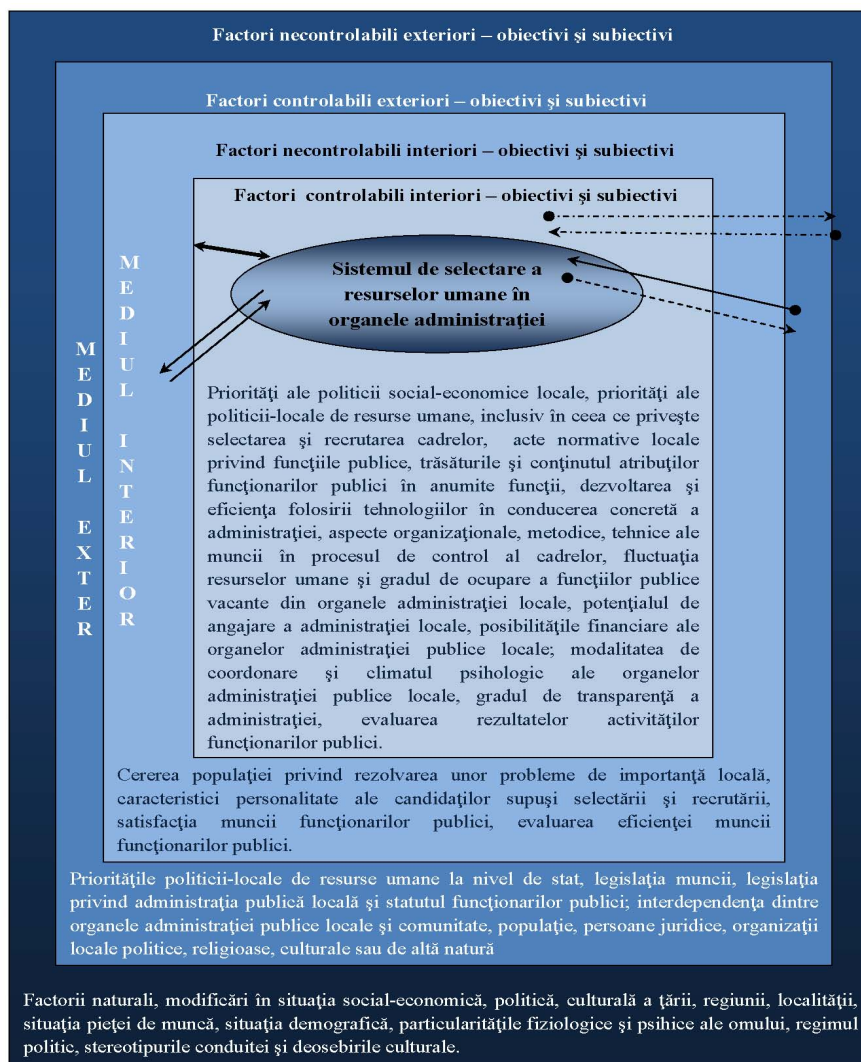 Factori necontrolabili exteriori – obiectivi şi subiectivi
Factori controlabili exteriori – obiectivi şi subiectivi
Factori necontrolabili interiori – obiectivi şi subiectivi
Factori controlabili interiori – obiectivi şi subiectivi
Sistemul de selectare a
resurselor umane în
organele administraţiei
MEDIUL EXTER
MEDIUL INTERIOR
Priorităţi ale politicii social-economice locale, priorităţi ale
politicii-locale de resurse umane, inclusiv în ceea ce priveşte
selectarea şi recrutarea cadrelor, acte normative locale
privind funcţiile publice, trăsăturile şi conţinutul atribuţilor
funcţionarilor publici în anumite funcţii, dezvoltarea şi
eficienţa folosirii tehnologiilor în conducerea concretă a
administraţiei, aspecte organizaţionale, metodice, tehnice ale
muncii în procesul de control al cadrelor, fluctuaţia
resurselor umane şi gradul de ocupare a funcţiilor publice
vacante din organele administraţiei locale, potenţialul de
angajare a administraţiei locale, posibilităţile financiare ale
organelor administraţiei publice locale; modalitatea de
coordonare şi climatul psihologic ale organelor
administraţiei publice locale, gradul de transparenţă a
administraţiei, evaluarea rezultatelor activităţilor
funcţionarilor publici.
Cererea populaţiei privind rezolvarea unor probleme de importanţă locală,
caracteristici personalitate ale candidaţilor supuşi selectării şi recrutării,
satisfacţia muncii funcţionarilor publici, evaluarea eficienţei muncii
funcţionarilor publici.
Priorităţile politicii-locale de resurse umane la nivel de stat, legislaţia muncii, legislaţia
privind administraţia publică locală şi statutul funcţionarilor publici; interdependenţa dintre
organele administraţiei publice locale şi comunitate, populaţie, persoane juridice, organizaţii
locale politice, religioase, culturale sau de altă natură
Factorii naturali, modificări în situaţia social-economică, politică, culturală a ţării, regiunii, localităţii,
situaţia pieţei de muncă, situaţia demografică, particularităţile fiziologice şi psihice ale omului, regimul
politic, stereotipurile conduitei şi deosebirile culturale.